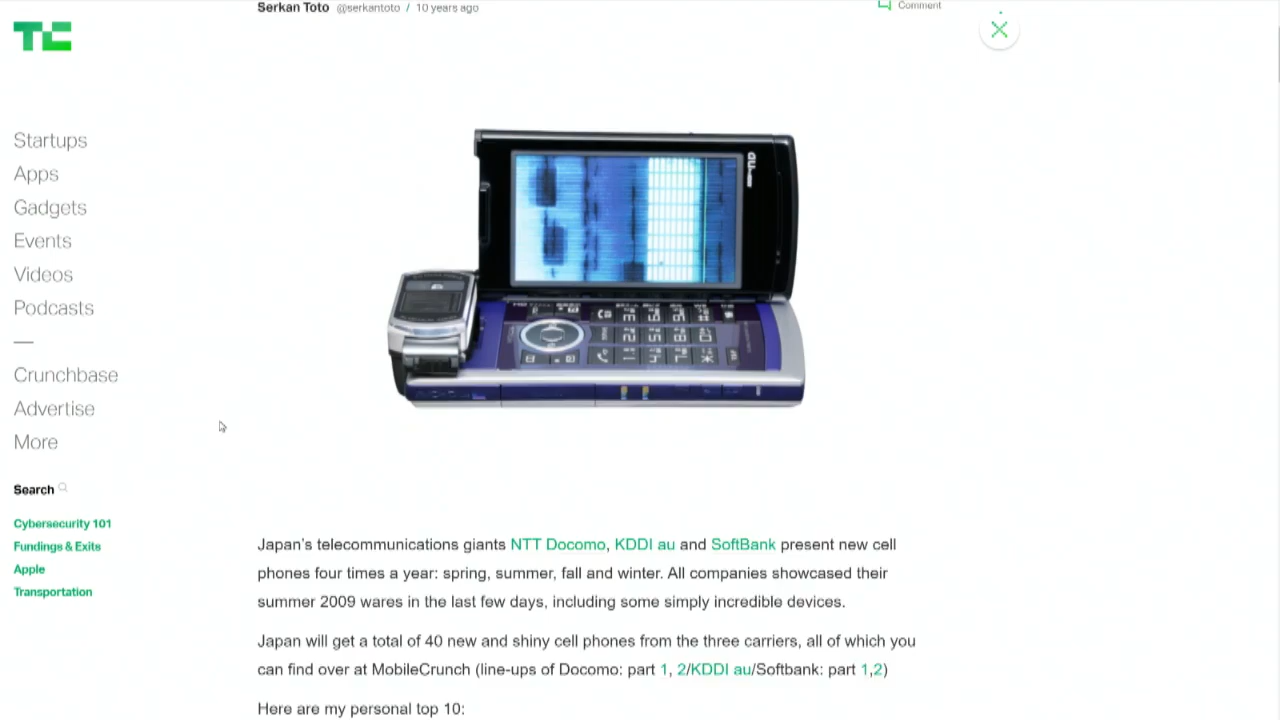 Serkan Toto @serkantoto / 10 years ago
Comment
TC
Startups
Apps
Gadgets
Events
Videos
Podcasts
Crunchbase
Advertise
More
Search
Cybersecurity 101
Fundings & Exits
Apple
Transportation
au
Japan's telecommunications giants NTT Docomo, KDDI au and SoftBank present new cell
phones four times a year: spring, summer, fall and winter. All companies showcased their
summer 2009 wares in the last few days, including some simply incredible devices.
Japan will get a total of 40 new and shiny cell phones from the three carriers, all of which you
can find over at MobileCrunch (line-ups of Docomo: part 1, 2/KDDI au/Softbank: part 1,2)
Here are my personal top 10: